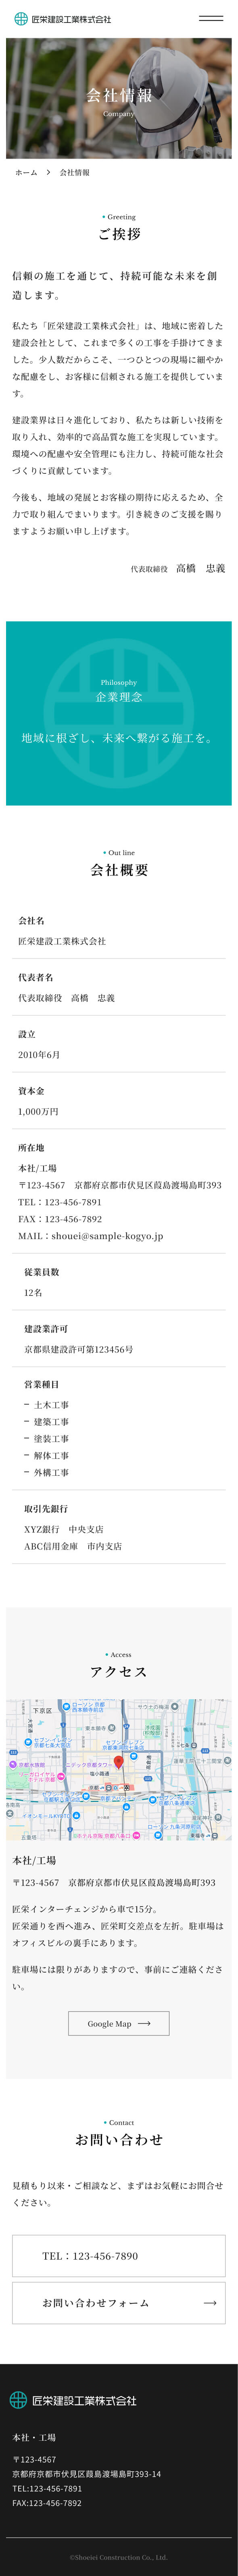 匠栄建設工業株式会社
会社情報
Company
ホーム > 会社情報
Greeting
ご挨拶
信頼の施工を通じて、持続可能な未来を創
造します。
私たち「匠栄建設工業株式会社」は、地域に密着した
建設会社として、これまで多くの工事を手掛けてきま
した。少人数だからこそ、一つひとつの現場に細やか
な配慮をし、お客様に信頼される施工を提供していま
す。
建設業界は日々進化しており、私たちは新しい技術を
取り入れ、効率的で高品質な施工を実現しています。
環境への配慮や安全管理にも注力し、持続可能な社会
づくりに貢献しています。
今後も、地域の発展とお客様の期待に応えるため、全
力で取り組んでまいります。引き続きのご支援を賜り
ますようお願い申し上げます。
代表取締役 高橋 忠義
Philosophy
企業理念
地域に根ざし、未来へ繋がる施工を。
Out line
会社概要
会社名
匠栄建設工業株式会社
代表者名
代表取締役 高橋 忠義
設立
2010年6月
資本金
1,000万円
所在地
本社/工場
〒123-4567 京都府京都市伏見区葭島渡場島町393
TEL：123-456-7891
FAX：123-456-7892
MAIL：shouei@sample-kogyo.jp
従業員数
12名
建設業許可
京都県建設許可第123456号
営業種目
土木工事
建築工事
塗装工事
解体工事
外構工事
取引先銀行
XYZ銀行 中央支店
ABC信用金庫 市内支店
Access
アクセス
下京区
ローソン 京都
西本願寺前店
京都水族館
イオンモールKYOTO
本社/工場
〒123-4567 京都府京都市伏見区葭島渡場島町393
京近インターチェンジから車で15分。
匠栄通りを西へ進み、匠栄町交差点を左折。駐車場は
オフィスビルの裏手にあります。
駐車場には限りがありますので、事前にご連絡くださ
い。
Google Map
Contact
お問い合わせ
見積もり以来・ご相談など、まずはお気軽にお問合せ
ください。
TEL：123-456-7890
お問い合わせフォーム
匠栄建設工業株式会社
本社・工場
〒123-4567
京都府京都市伏見区葭島渡場島町393-14
TEL:123-456-7891
FAX:123-456-7892
©Shoeiei Construction Co., Ltd.